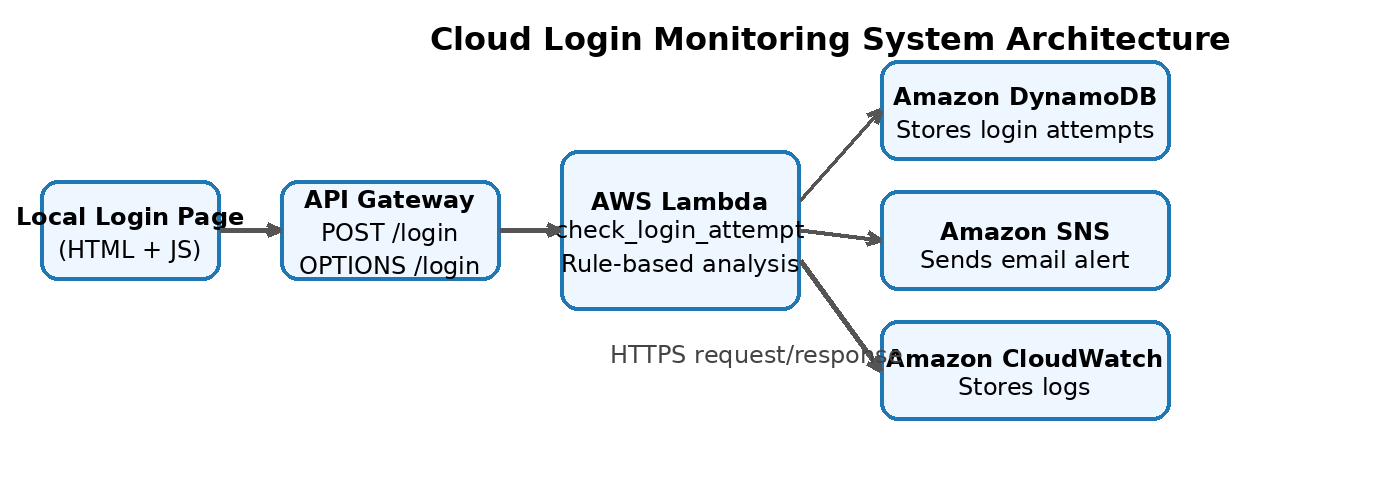 Cloud Login Monitoring System Architecture
Amazon DynamoDB
Stores login attempts
Local Login Page
(HTML + JS)
API Gateway
POST /login
OPTIONS /login
AWS Lambda
check_login_attempt
Rule-based analysis
Amazon SNS
Sends email alert
HTTPS request/response
Amazon CloudWatch
Stores logs